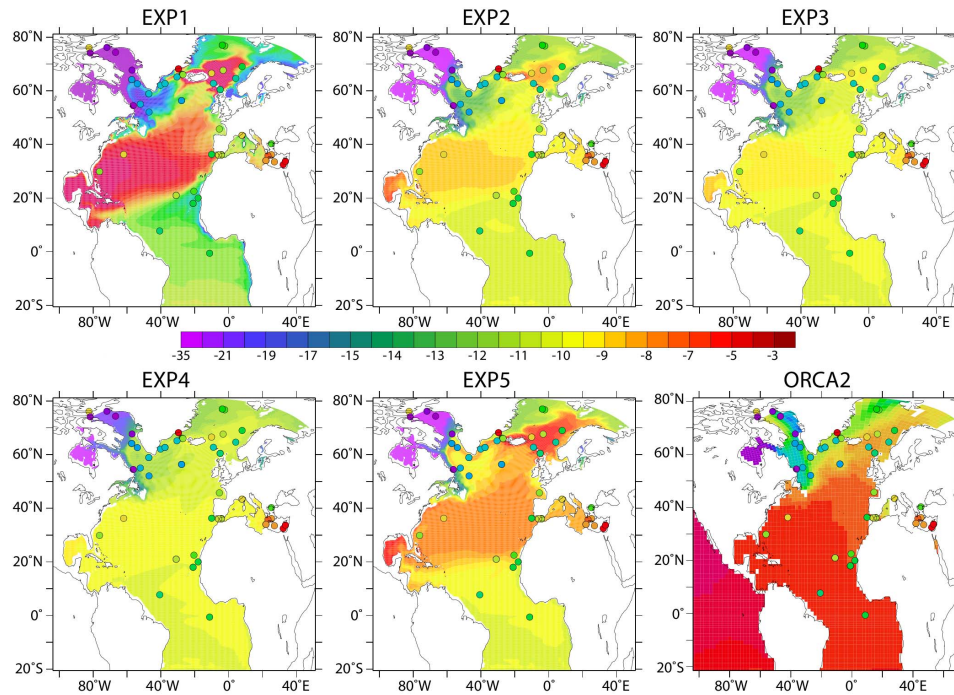 EXP1 EXP2 EXP3
80°N 80°N 80°N
60°N 60°N 60°N
40°N 40°N 40°N
20°N 20°N 20°N
0° 0° 0°
20°S 20°S 20°S
80°W 40°W 0° 40°E 80°W 40°W 0° 40°E 80°W 40°W 0° 40°E
-35 -21 -19 -17 -15 -14 -13 -12 -11 -10 -9 -8 -7 -5 -3
EXP4 EXP5 ORCA2
80°N 80°N 80°N
60°N 60°N 60°N
40°N 40°N 40°N
20°N 20°N 20°N
0° 0° 0°
20°S 20°S 20°S
80°W 40°W 0° 40°E 80°W 40°W 0° 40°E 80°W 40°W 0° 40°E